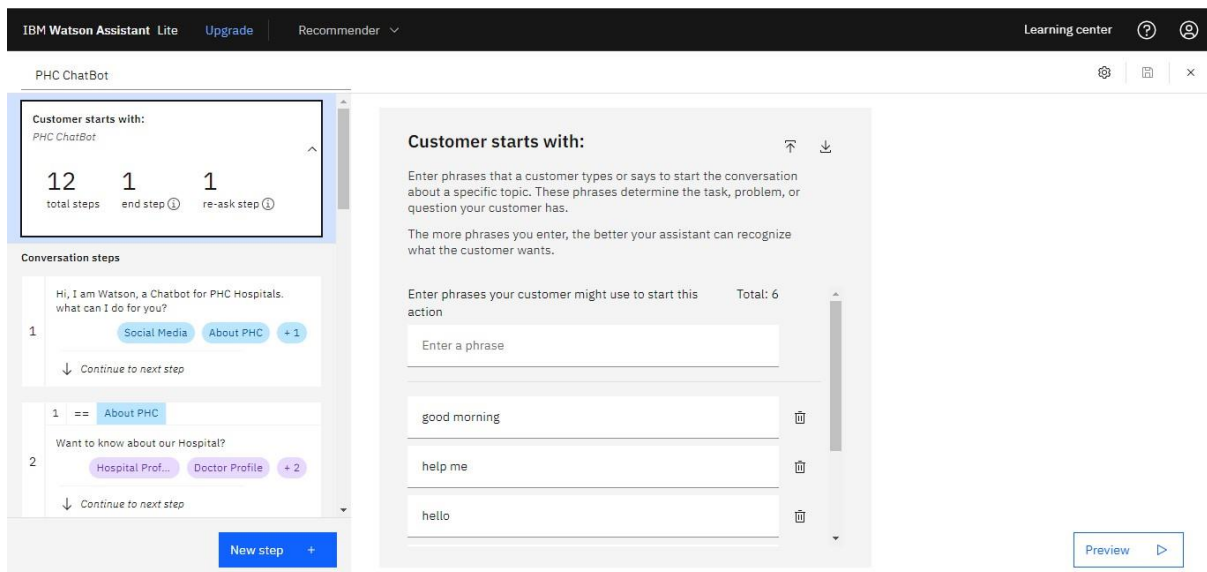 IBM Watson Assistant Lite Upgrade Recommender Learning center
PHC ChatBot
Customer starts with:
PHC ChatBot
12 1 1
total steps end step re-ask step
Conversation steps
1
Hi, I am Watson, a Chatbot for PHC Hospitals.
what can I do for you?
Social Media About PHC + 1
Continue to next step
1 == About PHC
2
Want to know about our Hospital?
Hospital Prof... Doctor Profile + 2
Continue to next step
New step +
Customer starts with:
Enter phrases that a customer types or says to start the conversation
about a specific topic. These phrases determine the task, problem, or
question your customer has.
The more phrases you enter, the better your assistant can recognize
what the customer wants.
Enter phrases your customer might use to start this
action
Total: 6
Enter a phrase
good morning
help me
hello
Preview